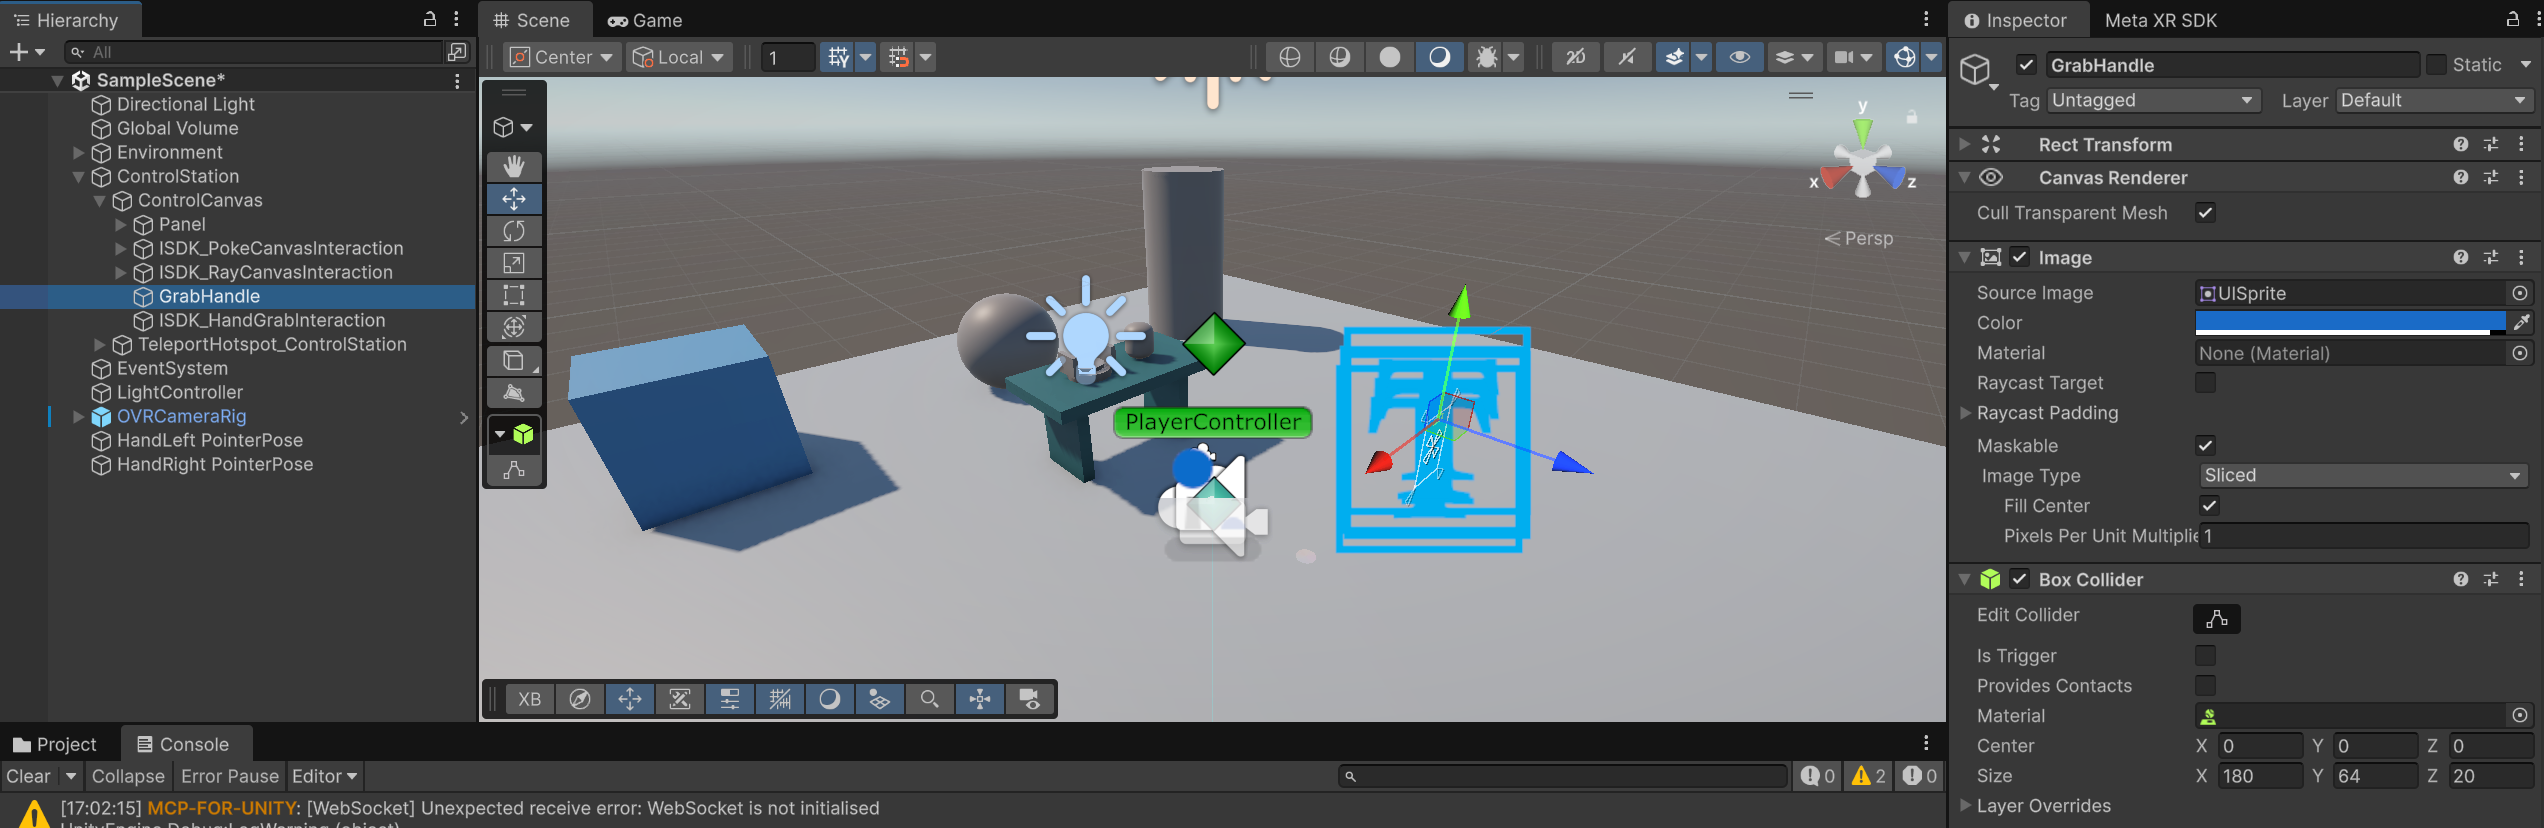 Hierarchy
All
SampleScene*
Directional Light
Global Volume
Environment
ControlStation
ControlCanvas
Panel
ISDK_PokeCanvasInteraction
ISDK_RayCanvasInteraction
GrabHandle
ISDK_HandGrabInteraction
TeleportHotspot_ControlStation
EventSystem
LightController
OVRCameraRig
HandLeft PointerPose
HandRight PointerPose
Scene Game
Center Local 1 2D
y
x z
Persp
PlayerController
XB
Inspector Meta XR SDK
GrabHandle Static
Tag Untagged Layer Default
Rect Transform
Canvas Renderer
Cull Transparent Mesh
Image
Source Image UISprite
Color
Material None (Material)
Raycast Target
Raycast Padding
Maskable
Image Type Sliced
Fill Center
Pixels Per Unit Multiplie 1
Box Collider
Edit Collider
Is Trigger
Provides Contacts
Material
Center X 0 Y 0 Z 0
Size X 180 Y 64 Z 20
Layer Overrides
Project Console
Clear Collapse Error Pause Editor 0 2 0
[17:02:15] MCP-FOR-UNITY: [WebSocket] Unexpected receive error: WebSocket is not initialised
UnityEngine.Debug:LogWarning (object)